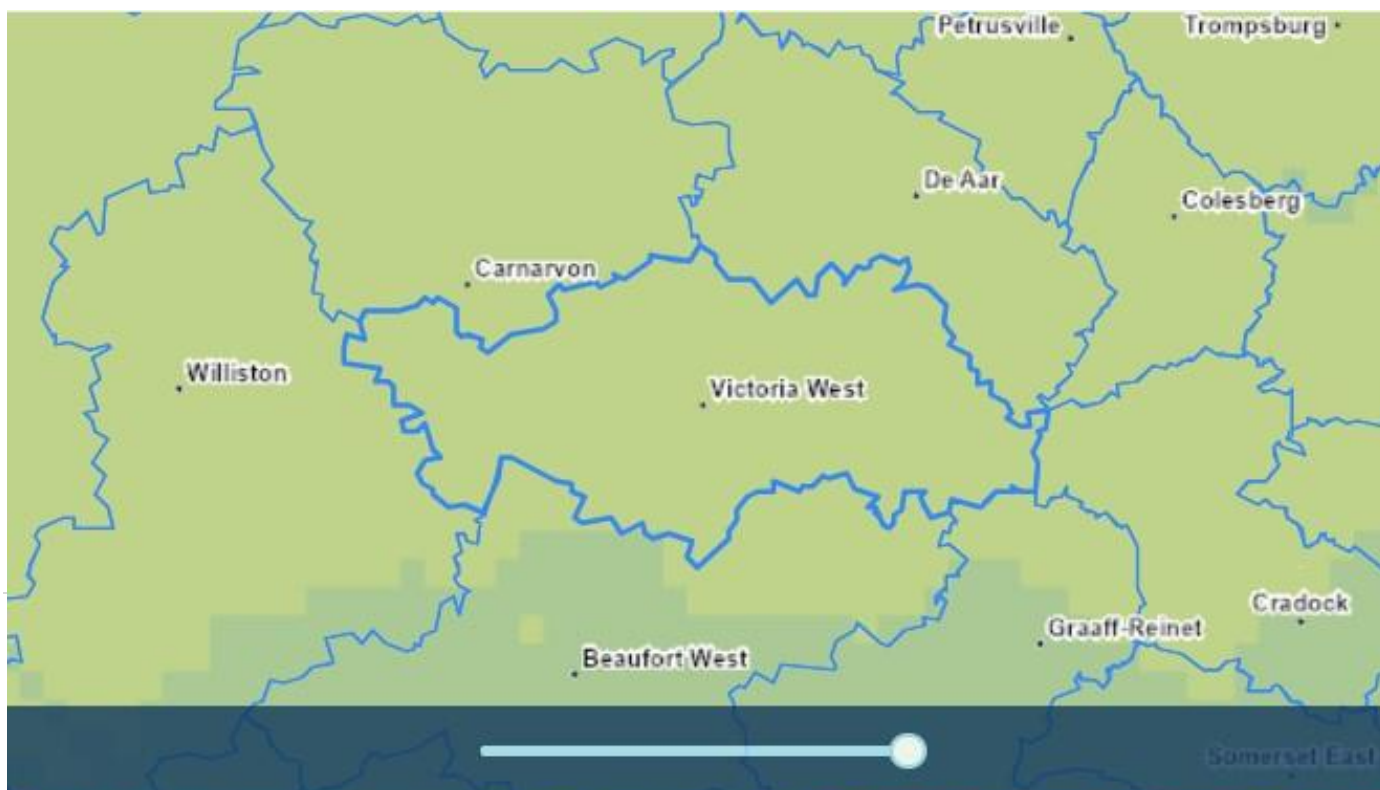 Petrusville
Trompsburg
De Aar
Colesberg
Carnarvon
Williston
Victoria West
Cradock
Graaff-Reinet
Beaufort West
Somerset East